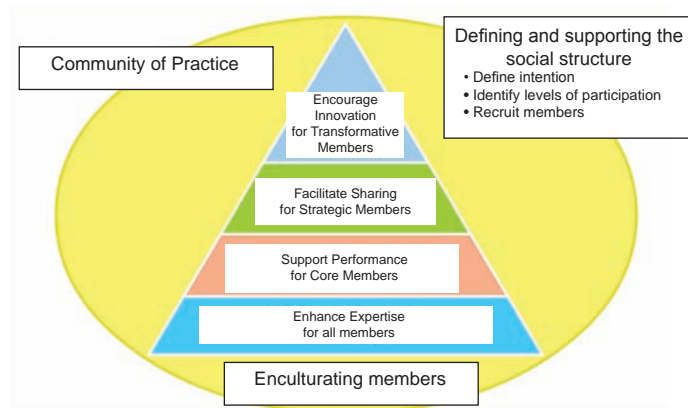 Community of Practice
Defining and supporting the
social structure
• Define intention
• Identify levels of participation
• Recruit members
Encourage
Innovation
for Transformative
Members
Facilitate Sharing
for Strategic Members
Support Performance
for Core Members
Enhance Expertise
for all members
Enculturating members